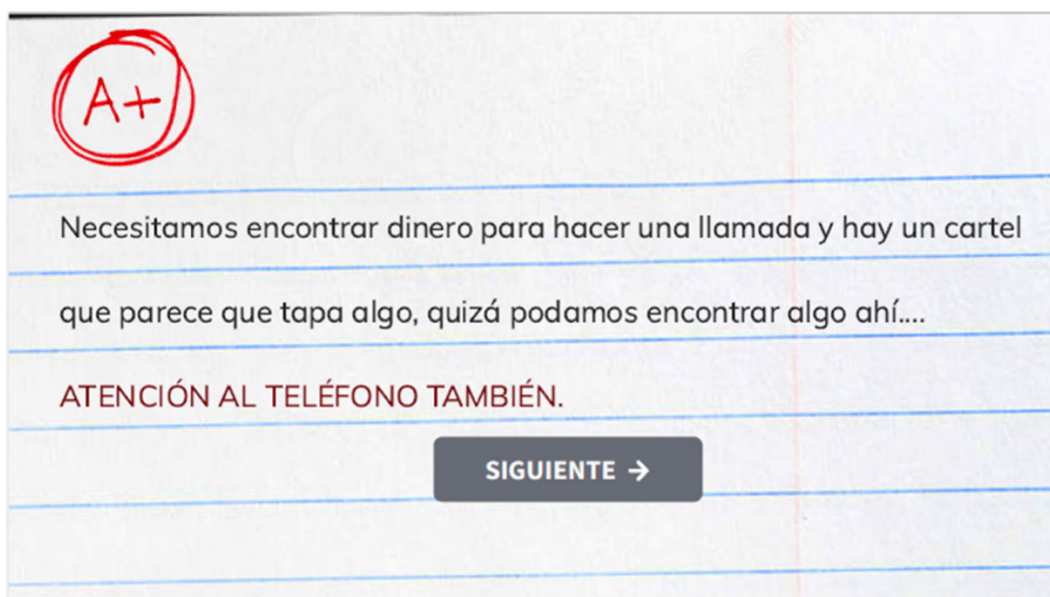 A+
Necesitamos encontrar dinero para hacer una llamada y hay un cartel
que parece que tapa algo, quizá podamos encontrar algo ahí....
ATENCIÓN AL TELÉFONO TAMBIÉN.
SIGUIENTE →